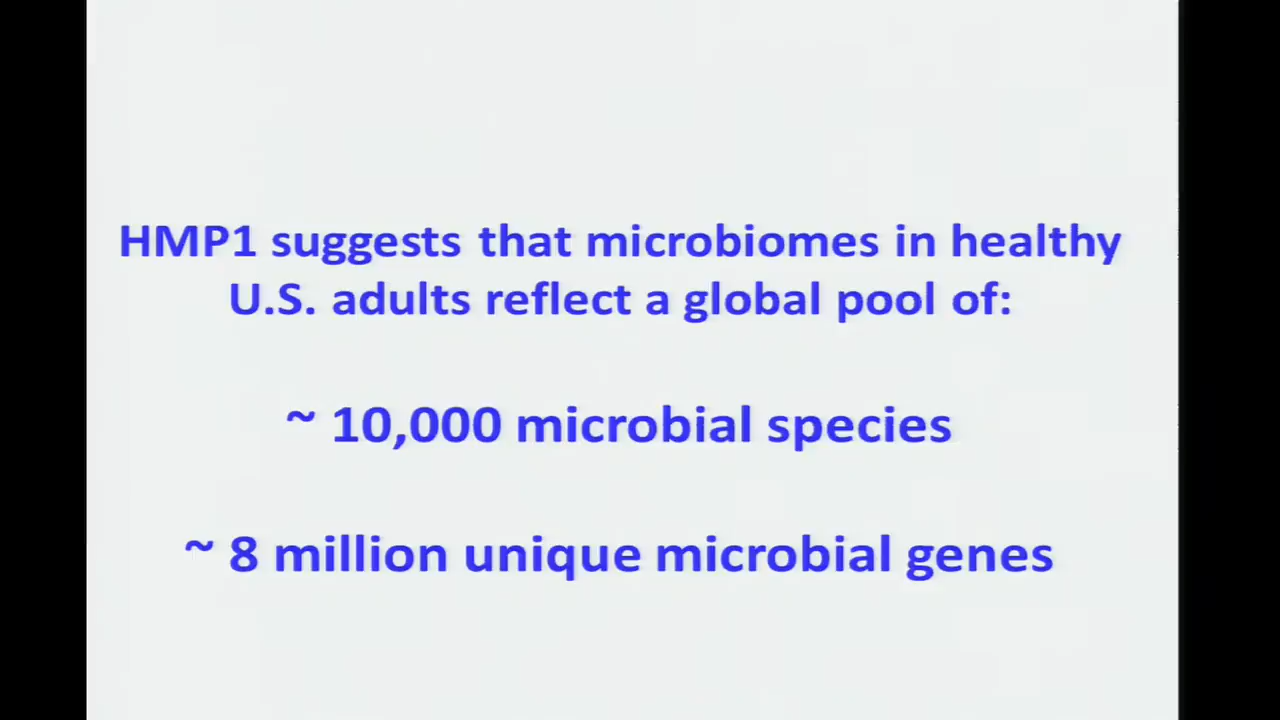 HMP1 suggests that microbiomes in healthy
U.S. adults reflect a global pool of:
~ 10,000 microbial species
~ 8 million unique microbial genes